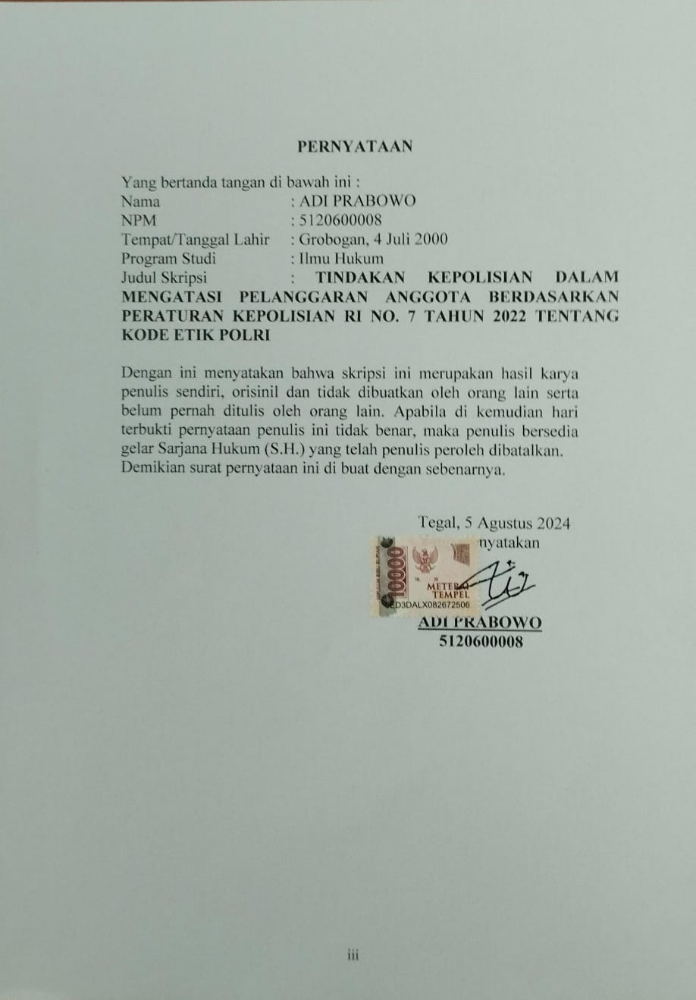 PERNYATAAN
Yang bertanda tangan di bawah ini :
Nama : ADI PRABOWO
NPM : 5120600008
Tempat/Tanggal Lahir : Grobogan, 4 Juli 2000
Program Studi : Ilmu Hukum
Judul Skripsi : TINDAKAN KEPOLISIAN DALAM
MENGATASI PELANGGARAN ANGGOTA BERDASARKAN
PERATURAN KEPOLISIAN RI NO. 7 TAHUN 2022 TENTANG
KODE ETIK POLRI
Dengan ini menyatakan bahwa skripsi ini merupakan hasil karya
penulis sendiri, orisinil dan tidak dibuatkan oleh orang lain serta
belum pernah ditulis oleh orang lain. Apabila di kemudian hari
terbukti pernyataan penulis ini tidak benar, maka penulis bersedia
gelar Sarjana Hukum (S.H.) yang telah penulis peroleh dibatalkan.
Demikian surat pernyataan ini di buat dengan sebenarnya.
Tegal, 5 Agustus 2024
nyatakan
10000
METERAI
TEMPEL
ED3DALX082672506
ADI PRABOWO
5120600008
iii